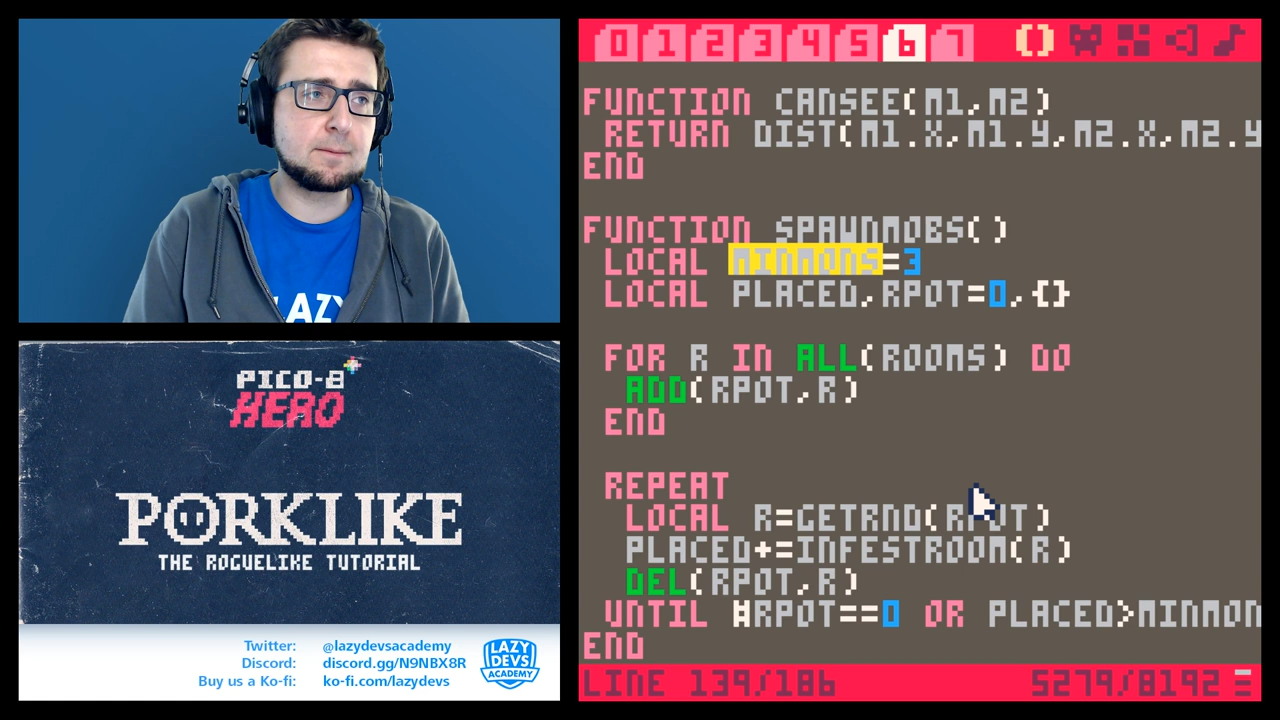 LAZY
PICO-8
HERO
PORKLIKE
THE ROGUELIKE TUTORIAL
Twitter: @lazydevsacademy
Discord: discord.gg/N9NBX8R
Buy us a Ko-fi: ko-fi.com/lazydevs
LAZY
DEVS
ACADEMY
0 1 2 3 4 5 6 7 ()
FUNCTION CANSEE(M1,M2)
RETURN DIST(M1.X,M1.Y,M2.X,M2.Y
END
FUNCTION SPAWNMOBS()
LOCAL MINMONS=3
LOCAL PLACED,RPOT=0,{}
FOR R IN ALL(ROOMS) DO
ADD(RPOT,R)
END
REPEAT
LOCAL R=GETRND(RPOT)
PLACED+=INFESTROOM(R)
DEL(RPOT,R)
UNTIL #RPOT==0 OR PLACED>MINMON
END
LINE 139/186 5279/8192